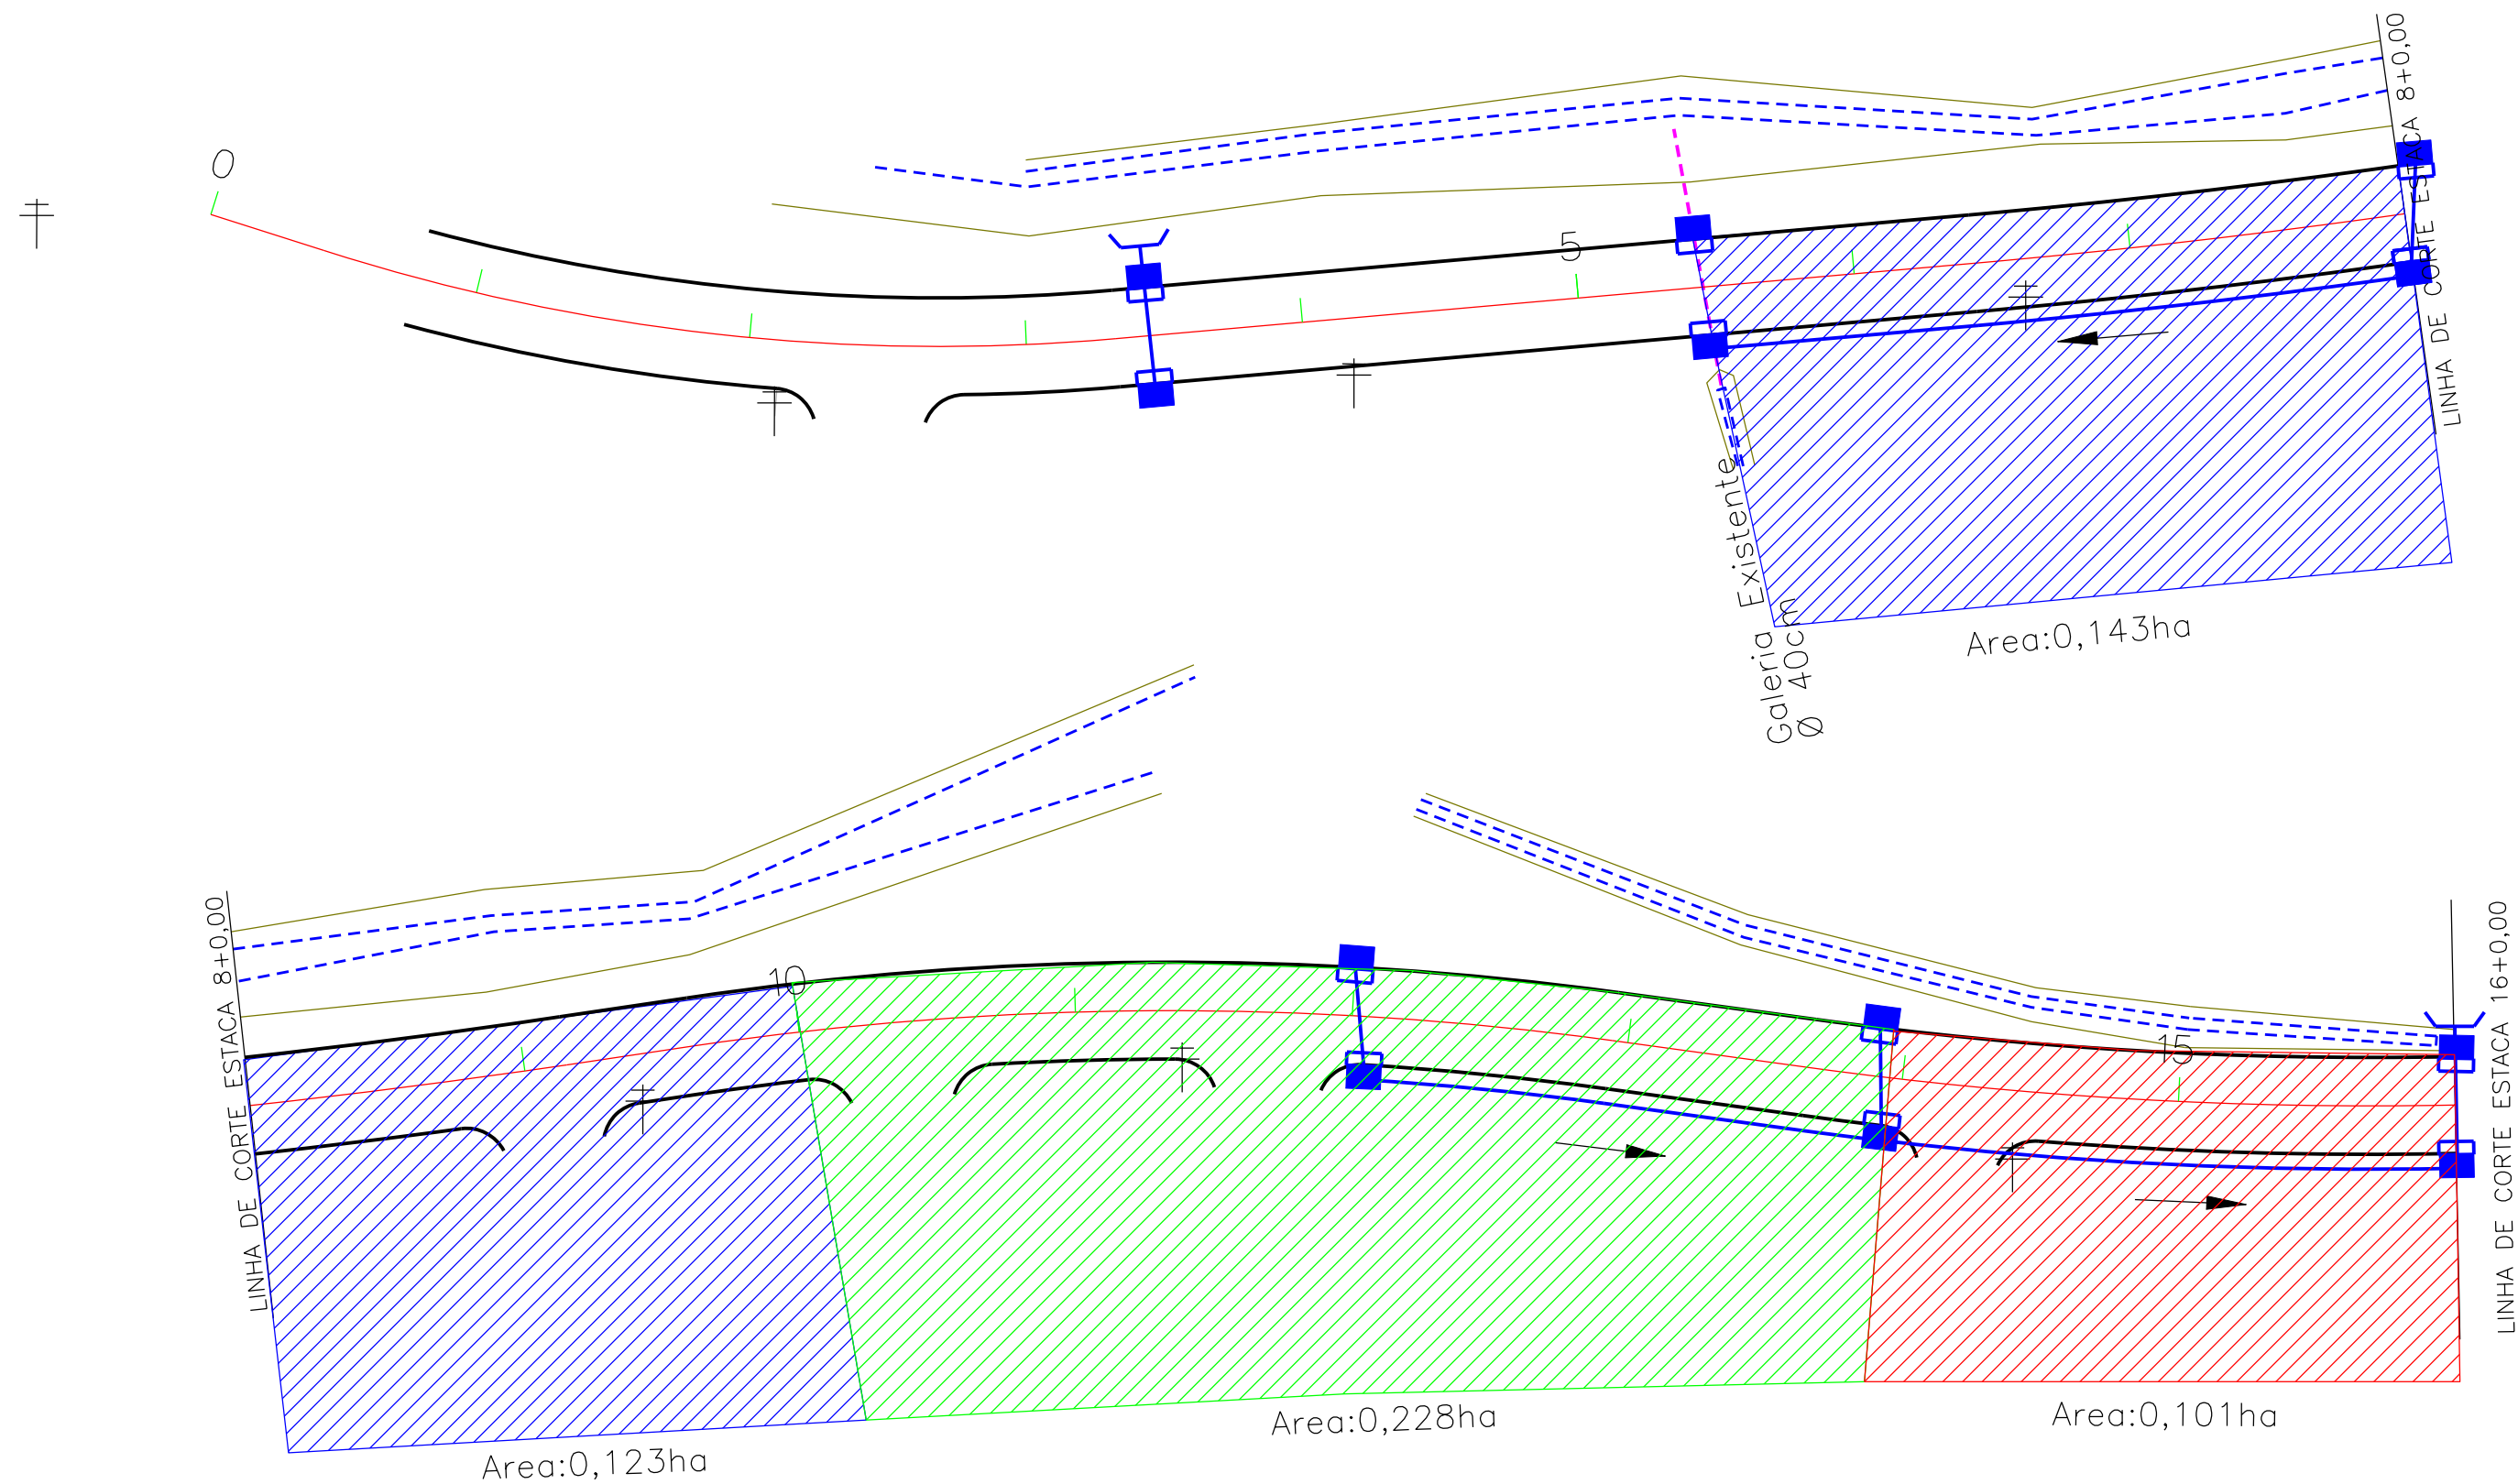 0
5
LINHA DE CORTE ESTACA 8+0,00
Galeria Existente
Ø 40cm
Area:0,143ha
LINHA DE CORTE ESTACA 8+0,00
10
15
LINHA DE CORTE ESTACA 16+0,00
Area:0,123ha
Area:0,228ha
Area:0,101ha